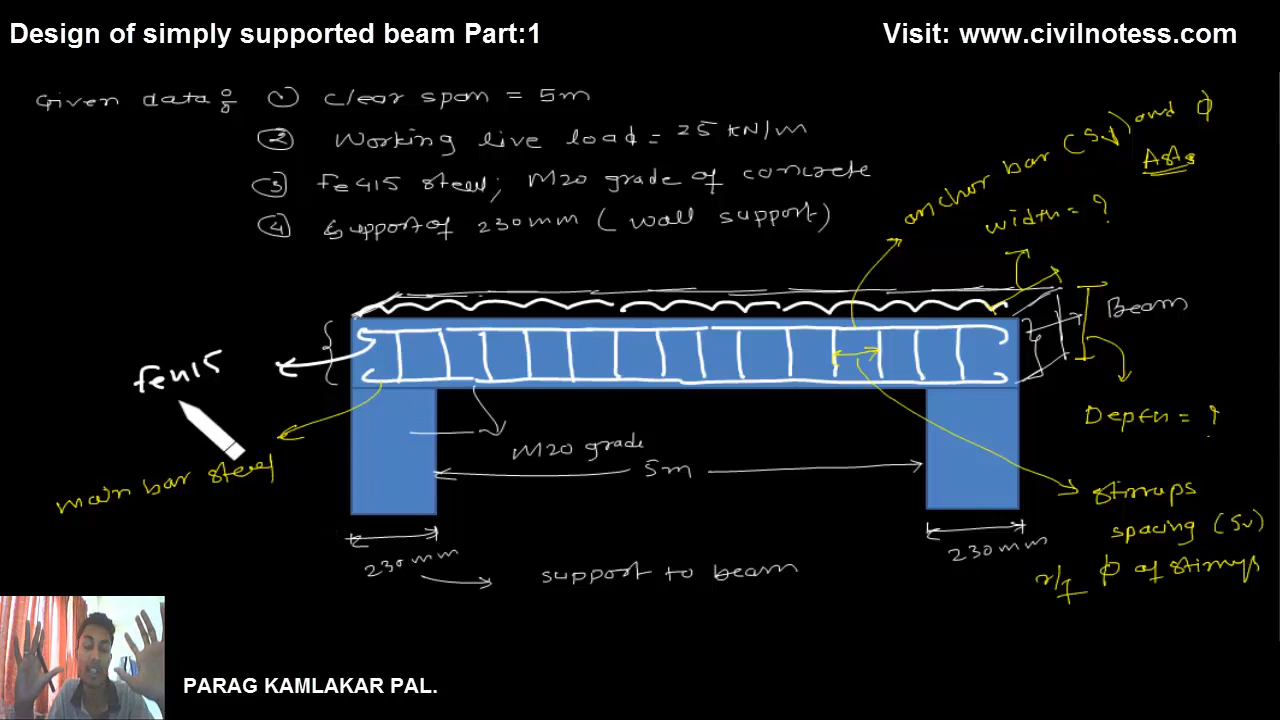 Design of simply supported beam Part:1
Visit: www.civilnotess.com
Given data % ① clear span = 5m
② Working live load = 25 kN/m
③ fe415 steel; M20 grade of concrete
④ Support of 230mm ( wall support )
anchor bar (Sv) and ϕ
Asts
width = ?
Beam
fe415
Depth = ?
M20 grade
main bar steel
5m
stirrups
spacing (Sv)
ϕ of stirrups
230mm
230mm
support to beam
PARAG KAMLAKAR PAL.